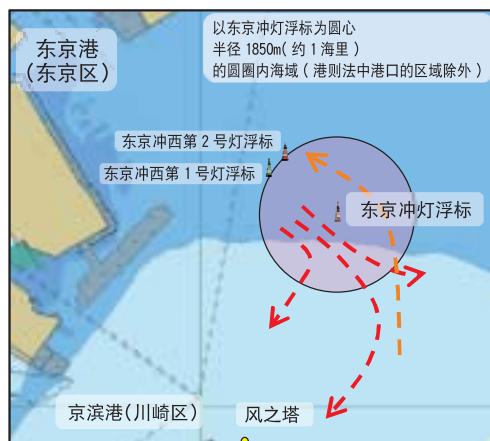 东京港
(东京区)
以东京冲灯浮标为圆心
半径 1850m( 约 1 海里 )
的圆圈内海域 ( 港则法中港口的区域除外 )
东京冲西第 2 号灯浮标
东京冲西第 1 号灯浮标
东京冲灯浮标
京滨港(川崎区)
风之塔